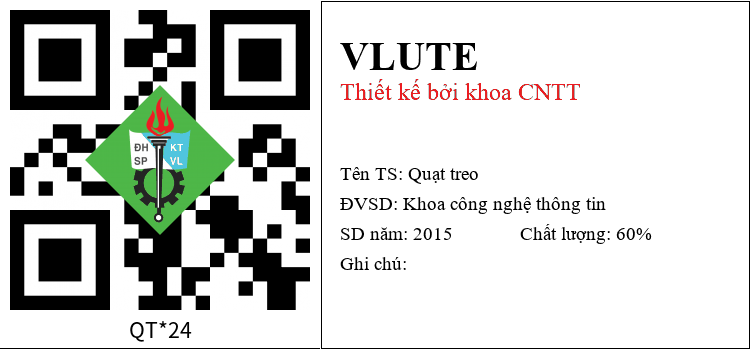 ĐH KT
SP VL
QT*24
VLUTE
Thiết kế bởi khoa CNTT
Tên TS: Quạt treo
ĐVSD: Khoa công nghệ thông tin
SD năm: 2015 Chất lượng: 60%
Ghi chú: